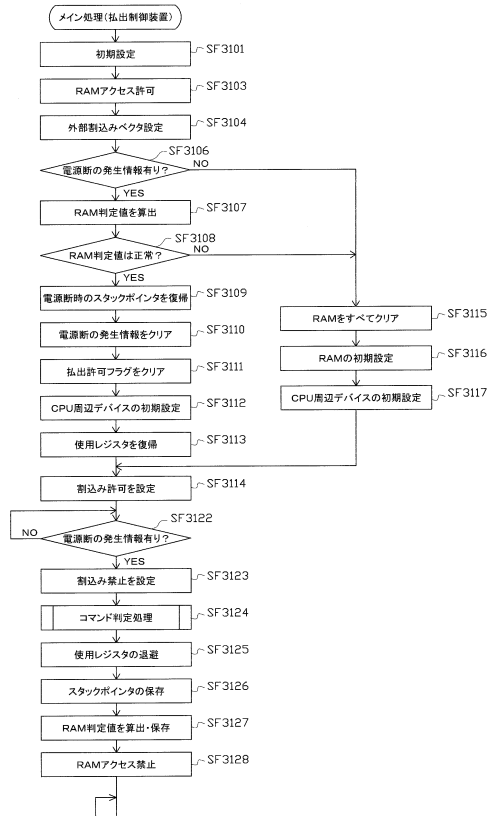 メイン処理(払出制御装置)
初期設定 SF3101
RAMアクセス許可 SF3103
外部割込みベクタ設定 SF3104
SF3106
電源断の発生情報有り? NO
YES
RAM判定値を算出 SF3107
SF3108
RAM判定値は正常? NO
YES
電源断時のスタックポインタを復帰 SF3109
電源断の発生情報をクリア SF3110
払出許可フラグをクリア SF3111
CPU周辺デバイスの初期設定 SF3112
使用レジスタを復帰 SF3113
RAMをすべてクリア SF3115
RAMの初期設定 SF3116
CPU周辺デバイスの初期設定 SF3117
割込み許可を設定 SF3114
SF3122
NO 電源断の発生情報有り?
YES
割込み禁止を設定 SF3123
コマンド判定処理 SF3124
使用レジスタの退避 SF3125
スタックポインタの保存 SF3126
RAM判定値を算出・保存 SF3127
RAMアクセス禁止 SF3128